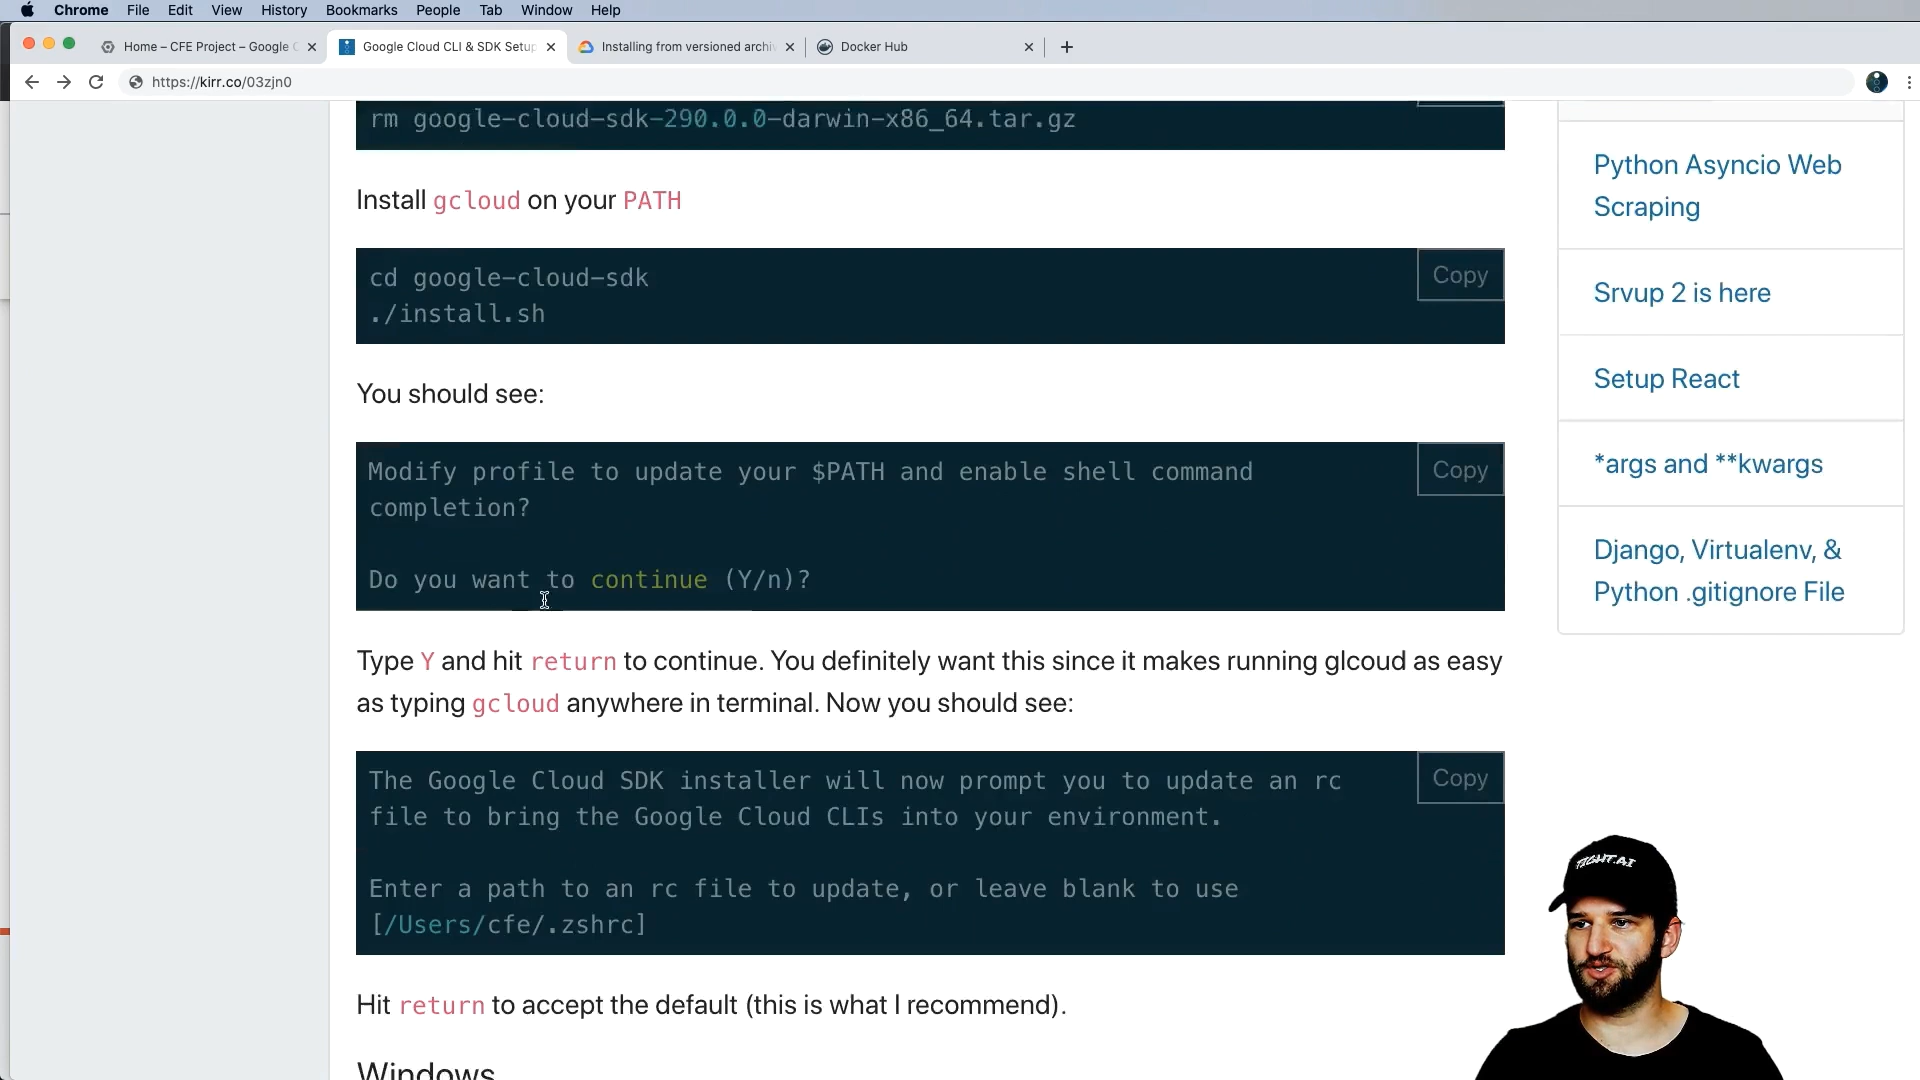 Chrome File Edit View History Bookmarks People Tab Window Help
Home – CFE Project – Google C
Google Cloud CLI & SDK Setup
Installing from versioned archi
Docker Hub
https://kirr.co/03zjn0
rm google-cloud-sdk-290.0.0-darwin-x86_64.tar.gz
Install gcloud on your PATH
cd google-cloud-sdk
./install.sh
Copy
You should see:
Modify profile to update your $PATH and enable shell command
completion?
Do you want to continue (Y/n)?
Copy
Type Y and hit return to continue. You definitely want this since it makes running glcoud as easy
as typing gcloud anywhere in terminal. Now you should see:
The Google Cloud SDK installer will now prompt you to update an rc
file to bring the Google Cloud CLIs into your environment.
Enter a path to an rc file to update, or leave blank to use
[/Users/cfe/.zshrc]
Copy
Hit return to accept the default (this is what I recommend).
Windows
Python Asyncio Web
Scraping
Srvup 2 is here
Setup React
*args and **kwargs
Django, Virtualenv, &
Python .gitignore File
TIGHT.AI